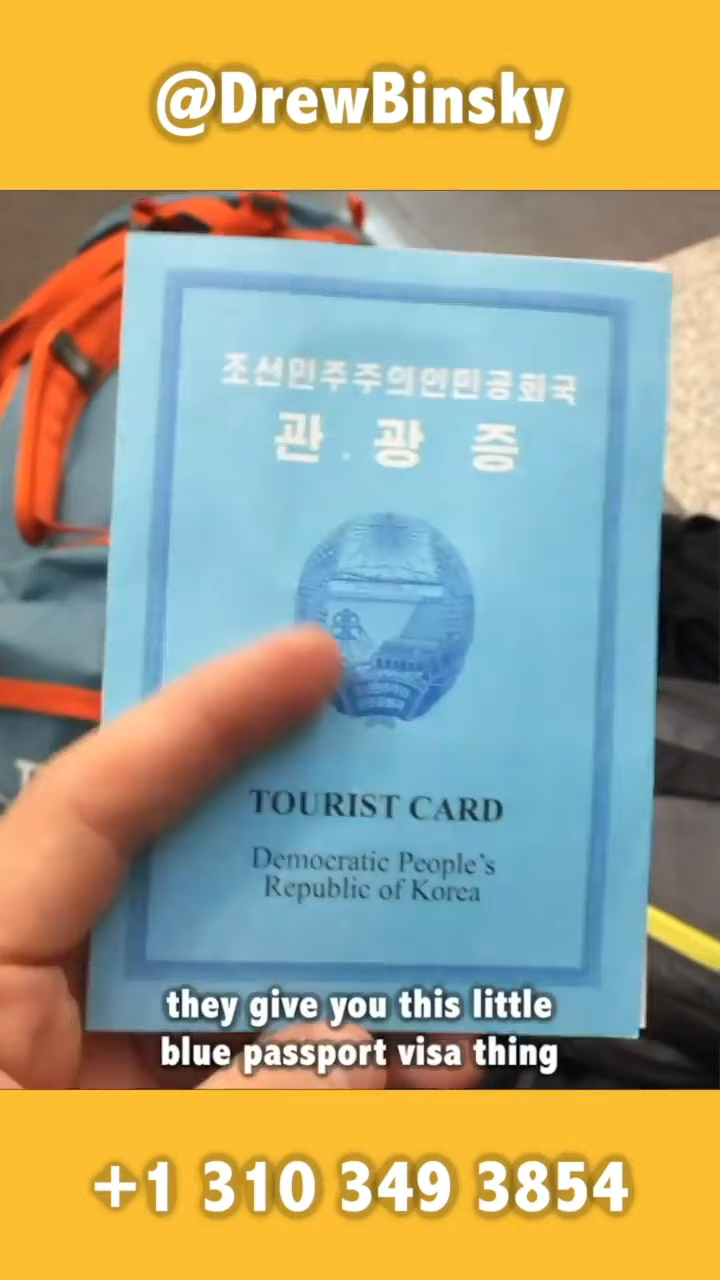 @DrewBinsky
조선민주주의인민공화국
관광증
TOURIST CARD
Democratic People's
Republic of Korea
they give you this little
blue passport visa thing
+1 310 349 3854